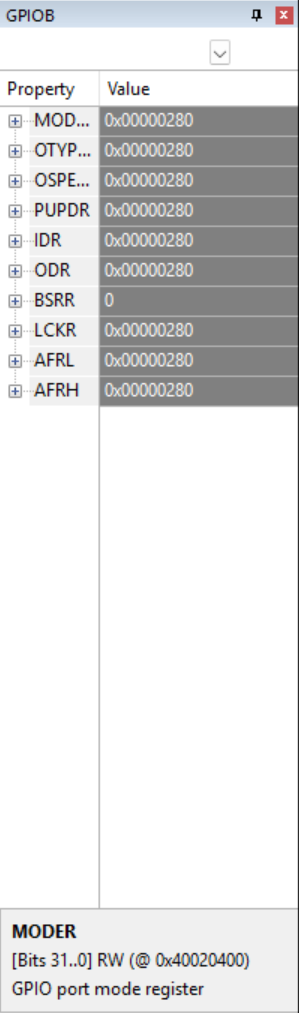 GPIOB
Property Value
MOD... 0x00000280
OTYP... 0x00000280
OSPE... 0x00000280
PUPDR 0x00000280
IDR 0x00000280
ODR 0x00000280
BSRR 0
LCKR 0x00000280
AFRL 0x00000280
AFRH 0x00000280
MODER
[Bits 31..0] RW (@ 0x40020400)
GPIO port mode register